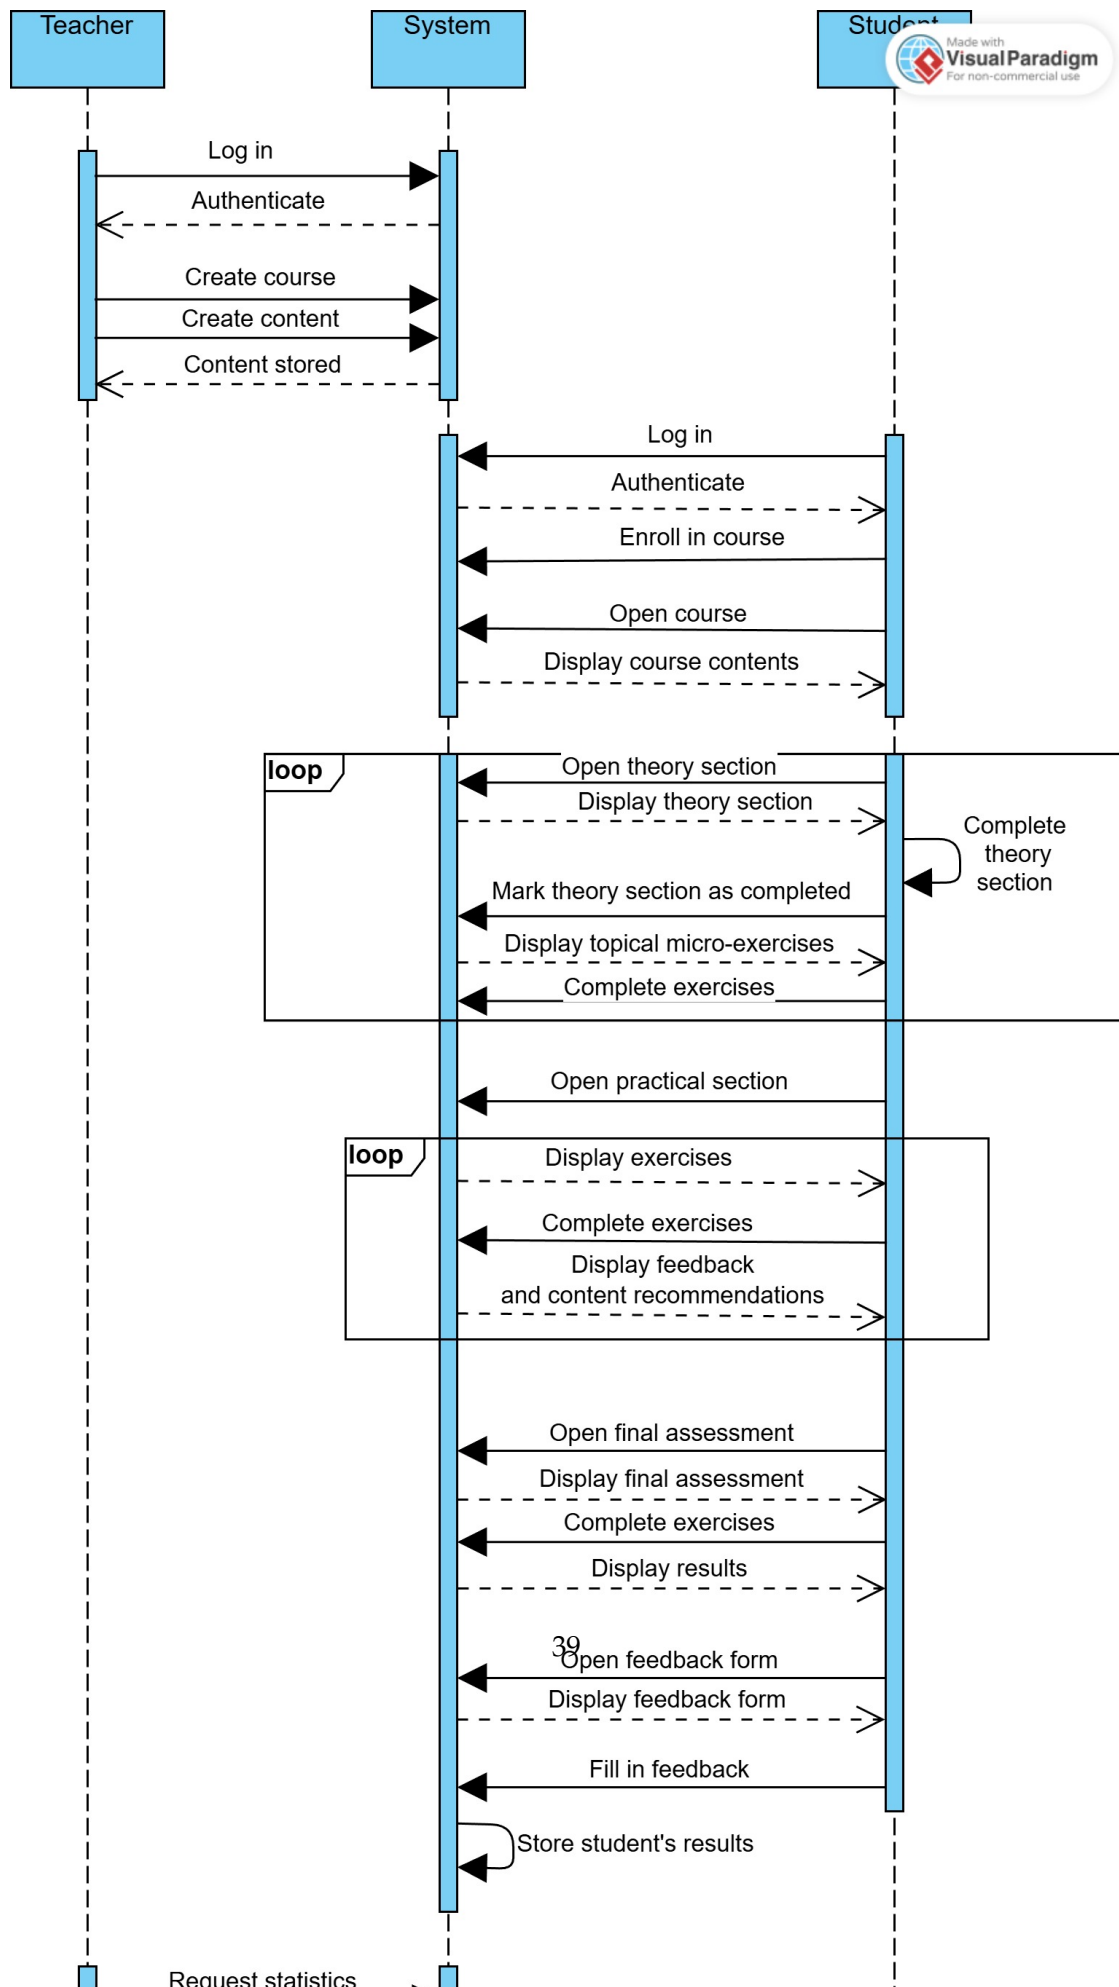 Teacher
System
Student
Made with
VisualParadigm
For non-commercial use
Log in
Authenticate
Create course
Create content
Content stored
Log in
Authenticate
Enroll in course
Open course
Display course contents
loop
Open theory section
Display theory section
Complete
theory
section
Mark theory section as completed
Display topical micro-exercises
Complete exercises
Open practical section
loop
Display exercises
Complete exercises
Display feedback
and content recommendations
Open final assessment
Display final assessment
Complete exercises
Display results
39
Open feedback form
Display feedback form
Fill in feedback
Store student's results
Request statistics